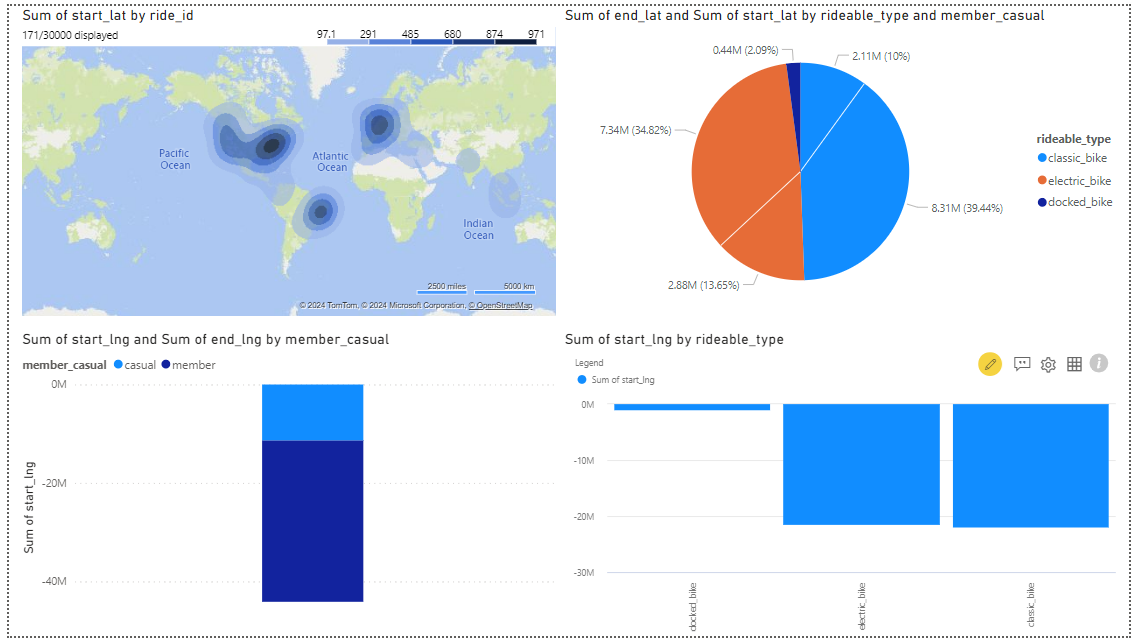 Sum of start_lat by ride_id
171/30000 displayed
97.1 291 485 680 874 971
Pacific
Ocean
Atlantic
Ocean
Indian
Ocean
2500 miles 5000 km
© 2024 TomTom, © 2024 Microsoft Corporation, © OpenStreetMap
Sum of end_lat and Sum of start_lat by rideable_type and member_casual
0.44M (2.09%)
2.11M (10%)
7.34M (34.82%)
8.31M (39.44%)
2.88M (13.65%)
rideable_type
classic_bike
electric_bike
docked_bike
Sum of start_lng and Sum of end_lng by member_casual
member_casual casual member
0M
-20M
-40M
Sum of start_lng
Sum of start_lng by rideable_type
Legend
Sum of start_lng
0M
-10M
-20M
-30M
docked_bike
electric_bike
classic_bike